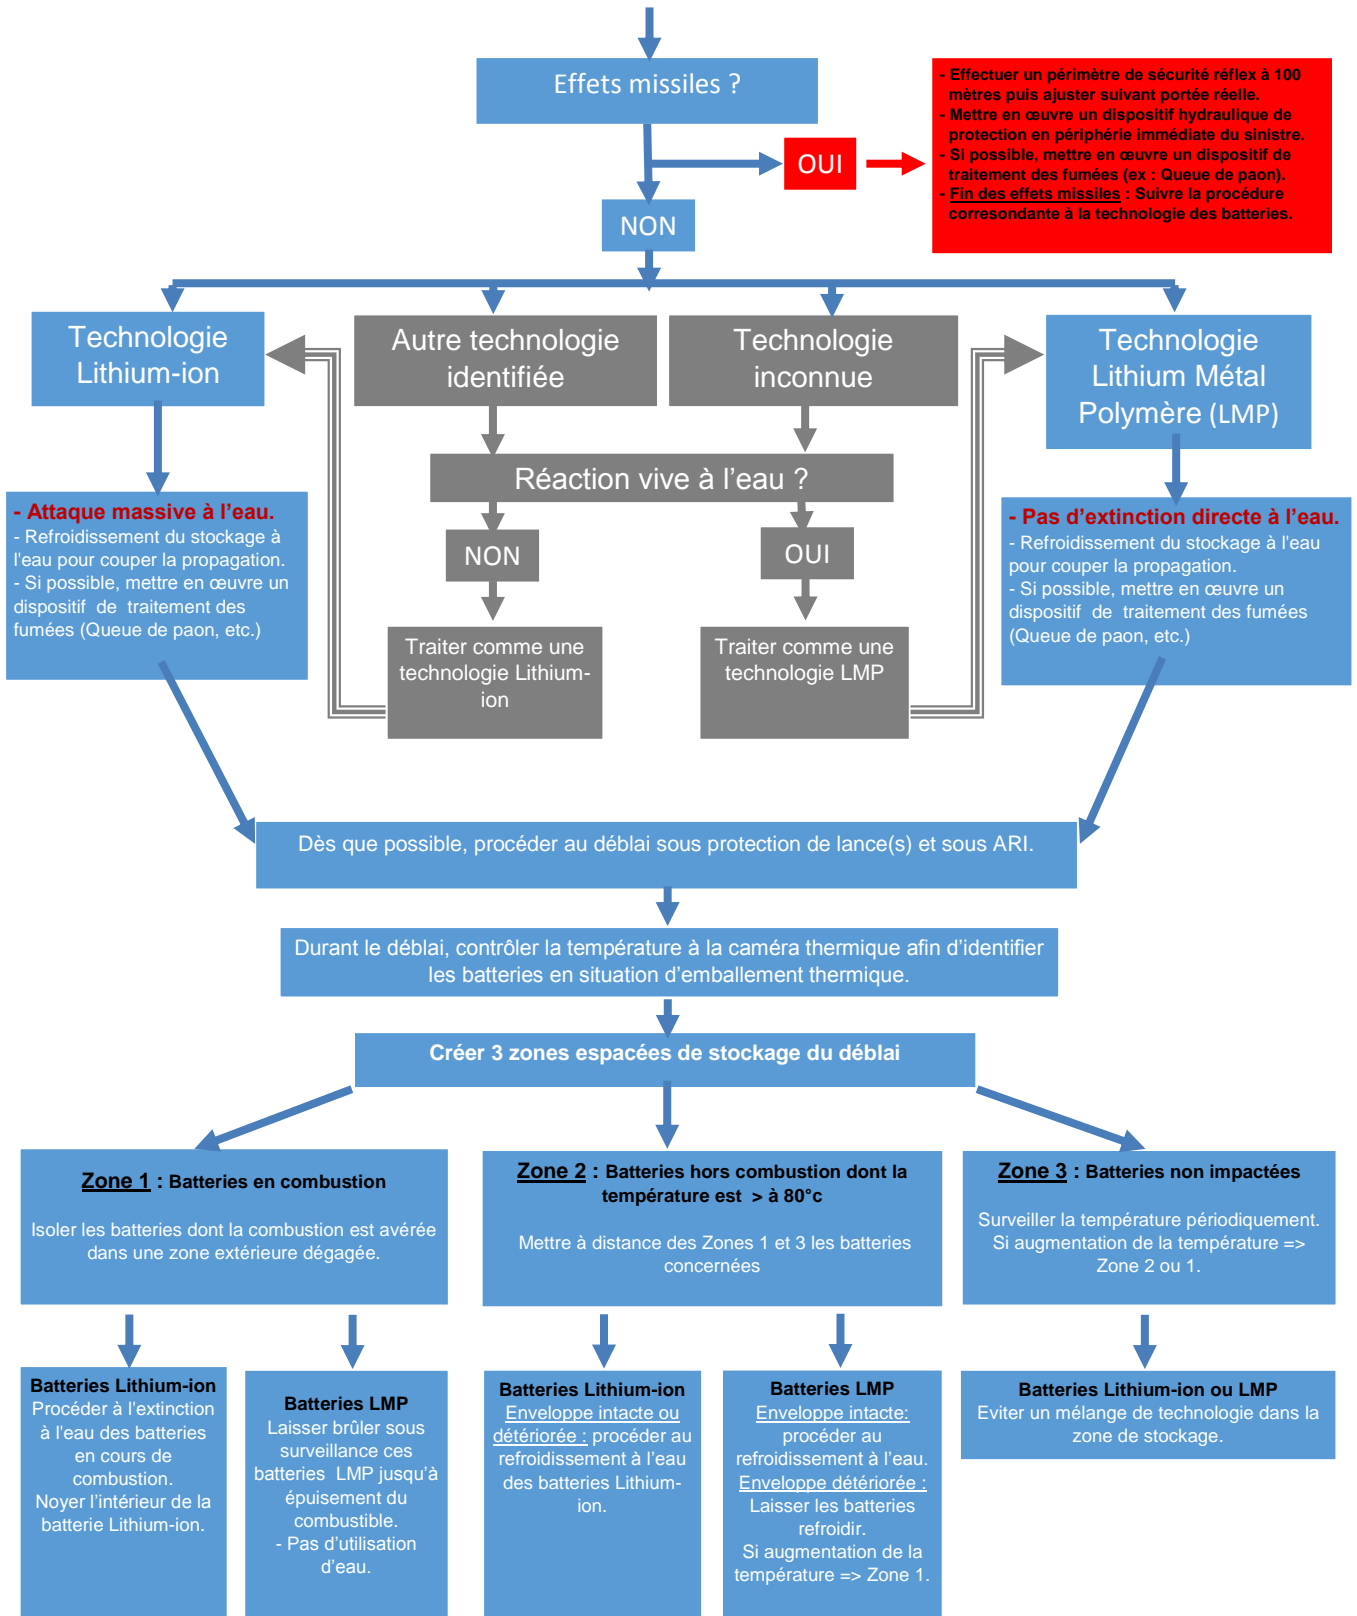 Effets missiles ?
- Effectuer un périmètre de sécurité réflex à 100
mètres puis ajuster suivant portée réelle.
- Mettre en œuvre un dispositif hydraulique de
protection en périphérie immédiate du sinistre.
- Si possible, mettre en œuvre un dispositif de
traitement des fumées (ex : Queue de paon).
- Fin des effets missiles : Suivre la procédure
corresondante à la technologie des batteries.
OUI
NON
Technologie
Lithium-ion
Autre technologie
identifiée
Technologie
inconnue
Technologie
Lithium Métal
Polymère (LMP)
Réaction vive à l'eau ?
- Attaque massive à l'eau.
- Refroidissement du stockage à
l'eau pour couper la propagation.
- Si possible, mettre en œuvre un
dispositif de traitement des
fumées (Queue de paon, etc.)
NON
OUI
- Pas d'extinction directe à l'eau.
- Refroidissement du stockage à l'eau
pour couper la propagation.
- Si possible, mettre en œuvre un
dispositif de traitement des fumées
(Queue de paon, etc.)
Traiter comme une
technologie Lithium-
ion
Traiter comme une
technologie LMP
Dès que possible, procéder au déblai sous protection de lance(s) et sous ARI.
Durant le déblai, contrôler la température à la caméra thermique afin d'identifier
les batteries en situation d'emballement thermique.
Créer 3 zones espacées de stockage du déblai
Zone 1 : Batteries en combustion
Isoler les batteries dont la combustion est avérée
dans une zone extérieure dégagée.
Zone 2 : Batteries hors combustion dont la
température est > à 80°c
Mettre à distance des Zones 1 et 3 les batteries
concernées
Zone 3 : Batteries non impactées
Surveiller la température périodiquement.
Si augmentation de la température =>
Zone 2 ou 1.
Batteries Lithium-ion
Procéder à l'extinction
à l'eau des batteries
en cours de
combustion.
Noyer l'intérieur de la
batterie Lithium-ion.
Batteries LMP
Laisser brûler sous
surveillance ces
batteries LMP jusqu'à
épuisement du
combustible.
- Pas d'utilisation
d'eau.
Batteries Lithium-ion
Enveloppe intacte ou
détériorée : procéder au
refroidissement à l'eau
des batteries Lithium-
ion.
Batteries LMP
Enveloppe intacte:
procéder au
refroidissement à l'eau.
Enveloppe détériorée :
Laisser les batteries
refroidir.
Si augmentation de la
température => Zone 1.
Batteries Lithium-ion ou LMP
Eviter un mélange de technologie dans la
zone de stockage.